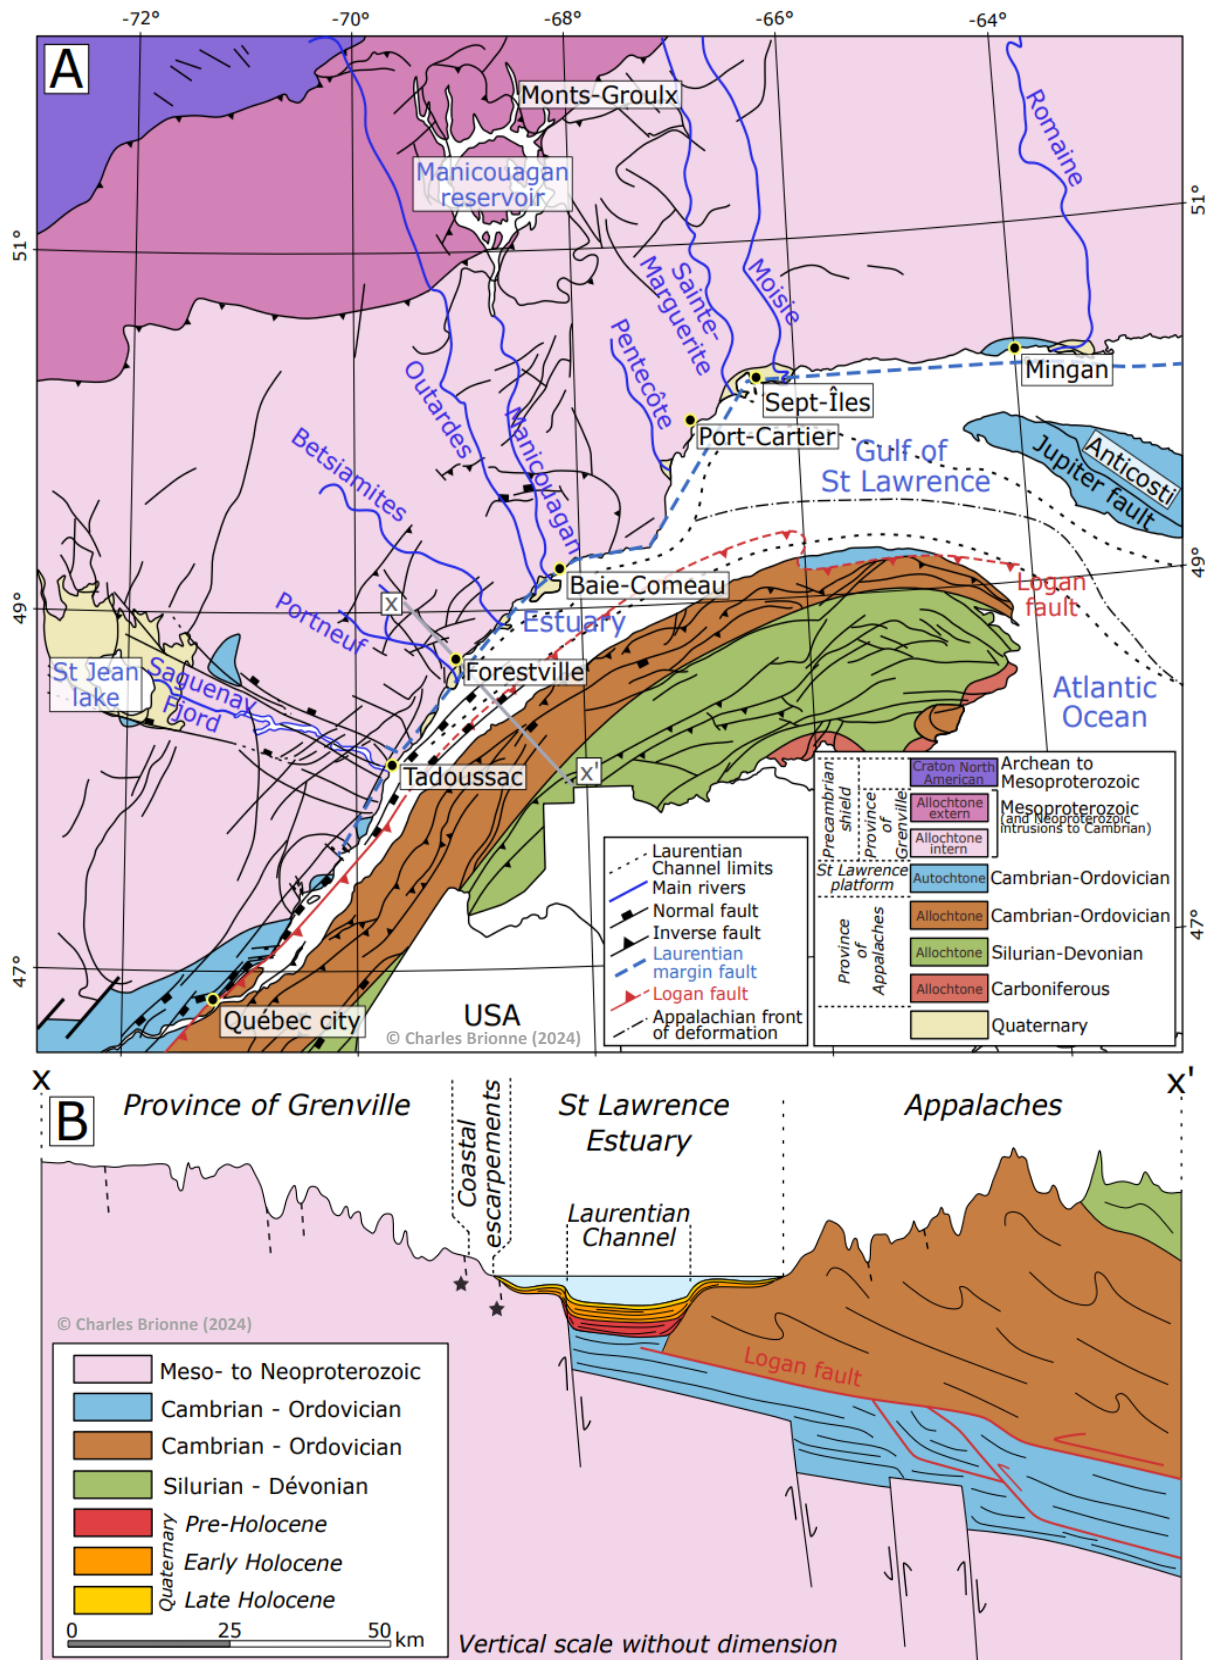 -72°
-70°
-68°
-66°
-64°
A
Monts-Groulx
Manicouagan
reservoir
Romaine
51°
51°
Sainte-
Marguerite
Moisie
Pentecôte
Outardes
Manicouagan
Betsiamites
Mingan
Sept-Îles
Port-Cartier
Gulf of
St Lawrence
Anticosti
Jupiter fault
49°
49°
Baie-Comeau
Logan
fault
x
Portneuf
Estuary
Forestville
St Jean
lake
Saguenay
Fjord
Atlantic
Ocean
Tadoussac
x'
47°
47°
Québec city
USA
© Charles Brionne (2024)
Laurentian
Channel limits
Main rivers
Normal fault
Inverse fault
Laurentian
margin fault
Logan fault
Appalachian front
of deformation
Precambrian
shield
Province
of
Grenville
Craton North
American
Archean to
Mesoproterozoic
Allochtone
extern
Mesoproterozoic
(and Neoproterozoic
intrusions to Cambrian)
Allochtone
intern
St Lawrence
platform
Autochtone
Cambrian-Ordovician
Province
of
Appalaches
Allochtone
Cambrian-Ordovician
Allochtone
Silurian-Devonian
Allochtone
Carboniferous
Quaternary
x
x'
B
Province of Grenville
Coastal
escarpements
St Lawrence
Estuary
Appalaches
Laurentian
Channel
Logan fault
© Charles Brionne (2024)
Meso- to Neoproterozoic
Cambrian - Ordovician
Cambrian - Ordovician
Silurian - Dévonian
Quaternary
Pre-Holocene
Early Holocene
Late Holocene
0
25
50
km
Vertical scale without dimension